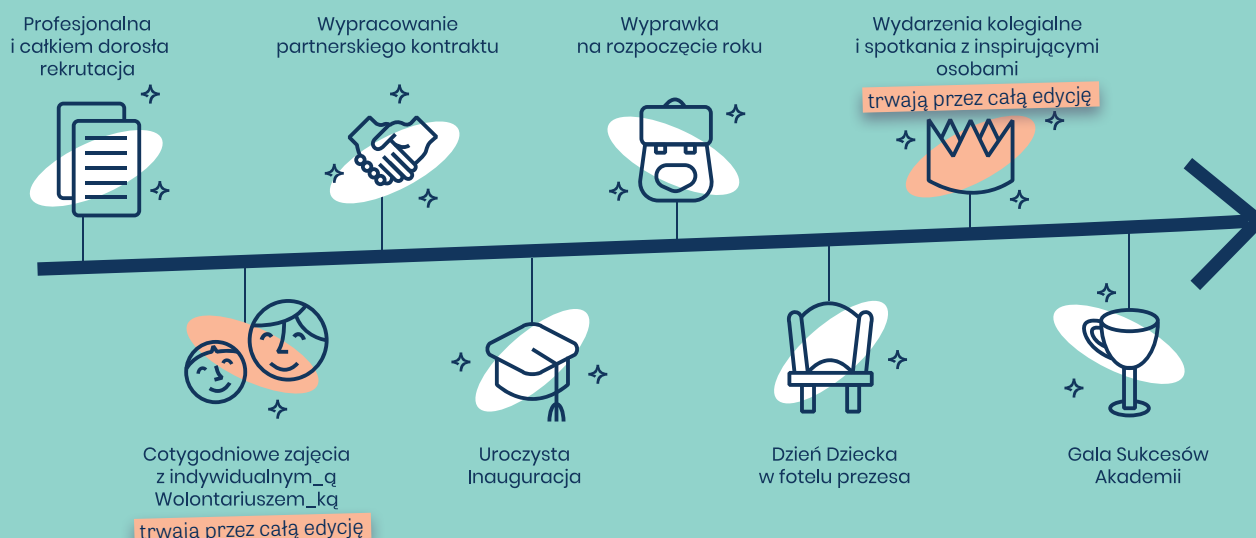 Profesjonalna
i całkiem dorosła
rekrutacja
Wypracowanie
partnerskiego kontraktu
Wyprawka
na rozpoczęcie roku
Wydarzenia kolegialne
i spotkania z inspirującymi
osobami
trwają przez całą edycję
Cotygodniowe zajęcia
z indywidualnym_ą
Wolontariuszem_ką
trwają przez całą edycję
Uroczysta
Inauguracja
Dzień Dziecka
w fotelu prezesa
Gala Sukcesów
Akademii